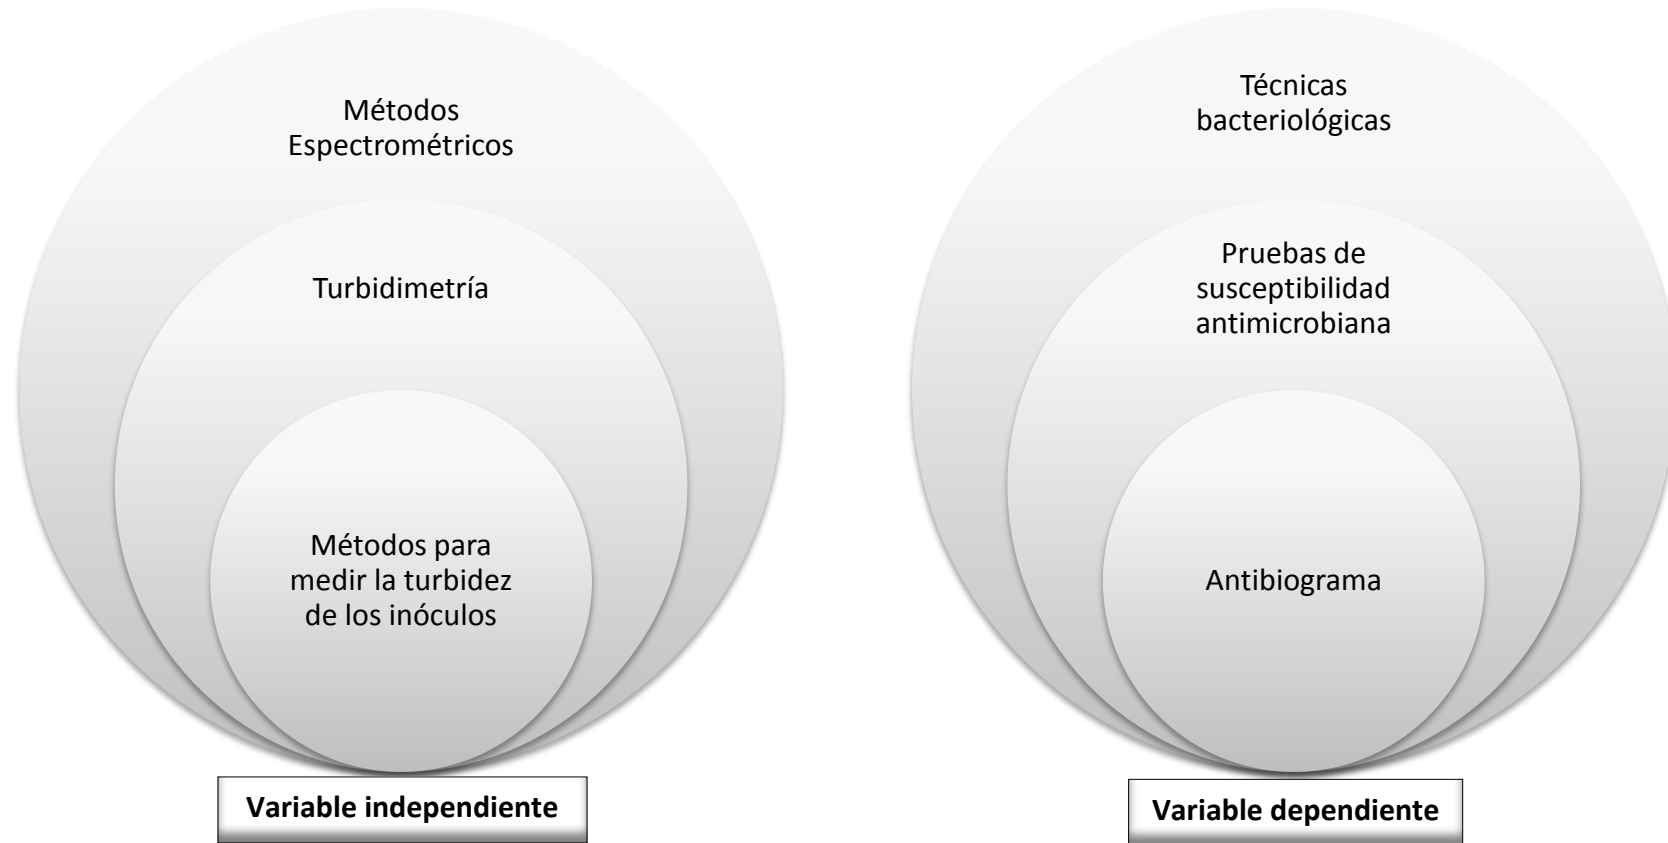 Métodos
Espectrométricos
Turbidimetría
Métodos para
medir la turbidez
de los inóculos
Variable independiente
Técnicas
bacteriológicas
Pruebas de
susceptibilidad
antimicrobiana
Antibiograma
Variable dependiente